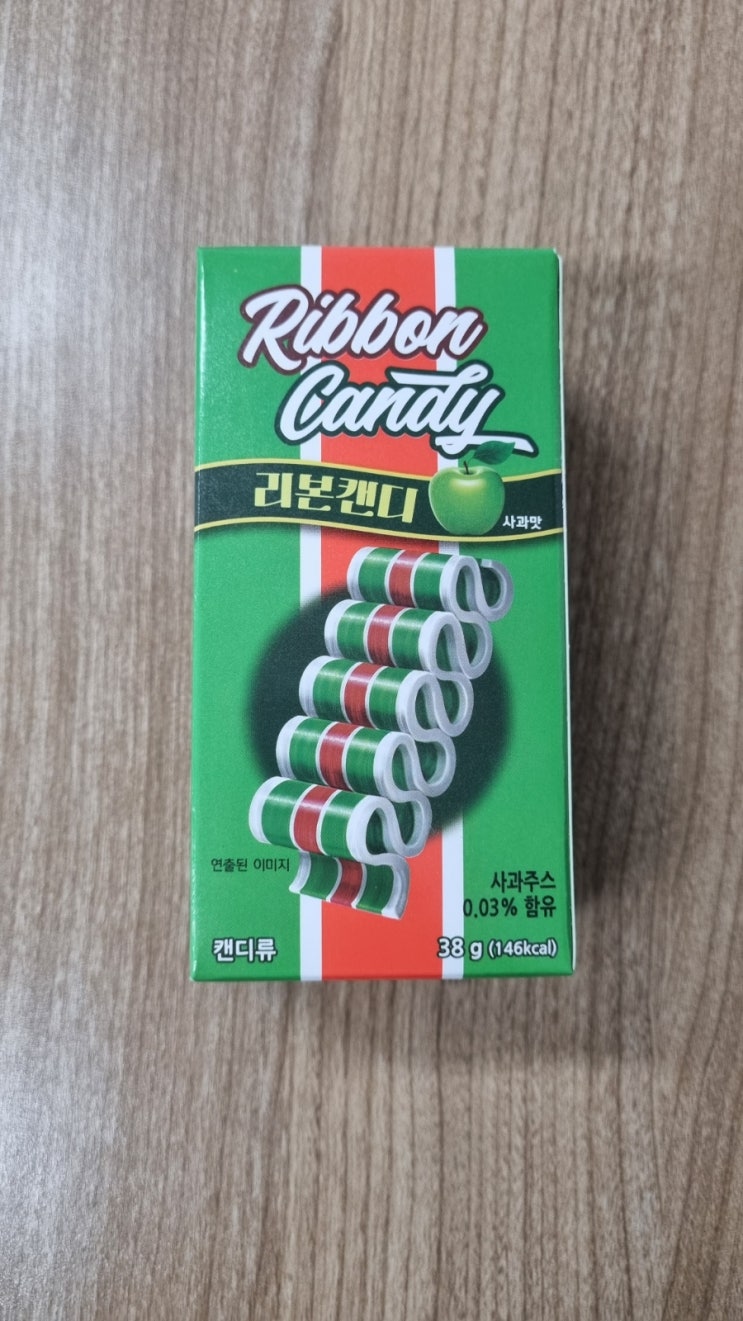 Ribbon
Candy
리본캔디
사과맛
연출된 이미지
사과주스
0.03% 함유
캔디류
38 g (146kcal)